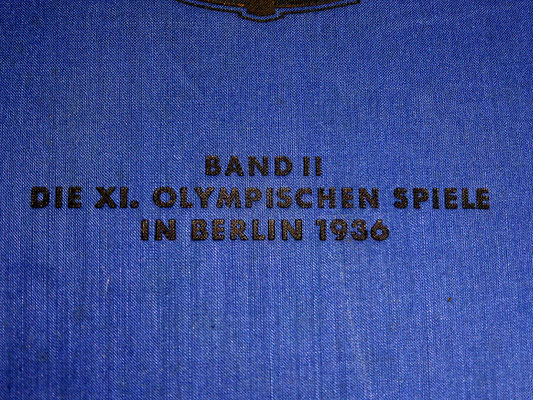 BAND II
DIE XI. OLYMPISCHEN SPIELE
IN BERLIN 1936